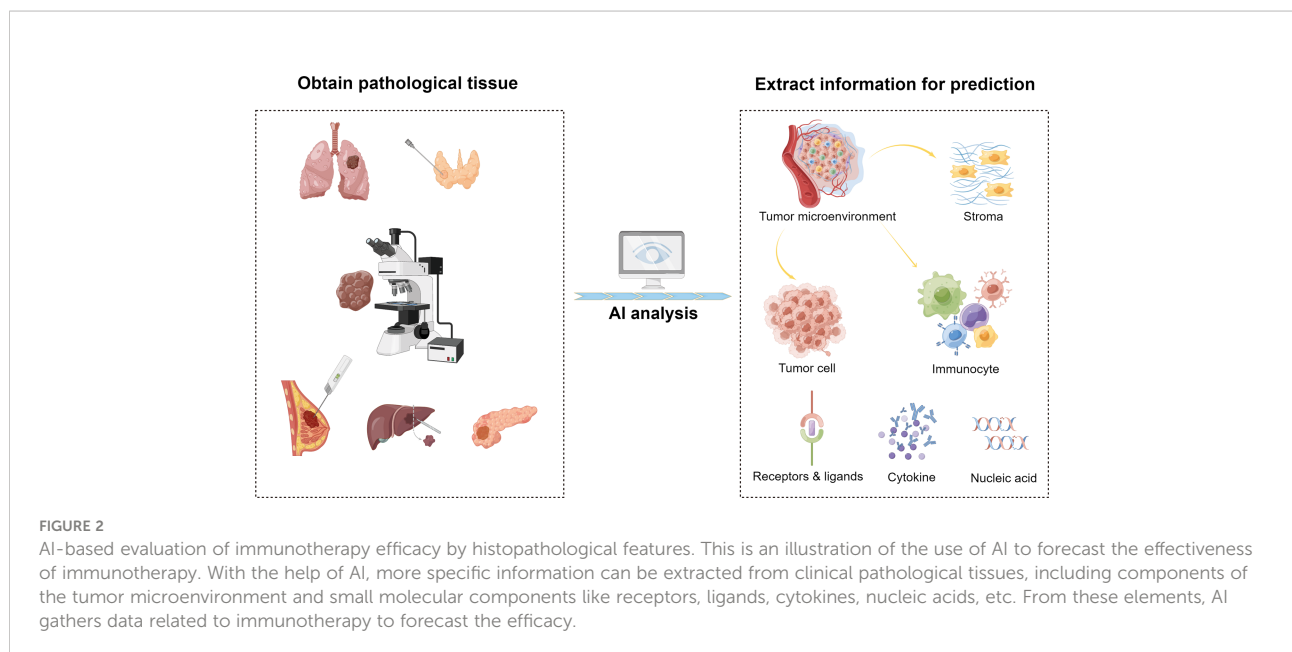 Obtain pathological tissue
Extract information for prediction
Tumor microenvironment
Stroma
AI analysis
Tumor cell
Immunocyte
Receptors & ligands
Cytokine
Nucleic acid
FIGURE 2
AI-based evaluation of immunotherapy efficacy by histopathological features. This is an illustration of the use of AI to forecast the effectiveness
of immunotherapy. With the help of AI, more specific information can be extracted from clinical pathological tissues, including components of
the tumor microenvironment and small molecular components like receptors, ligands, cytokines, nucleic acids, etc. From these elements, AI
gathers data related to immunotherapy to forecast the efficacy.